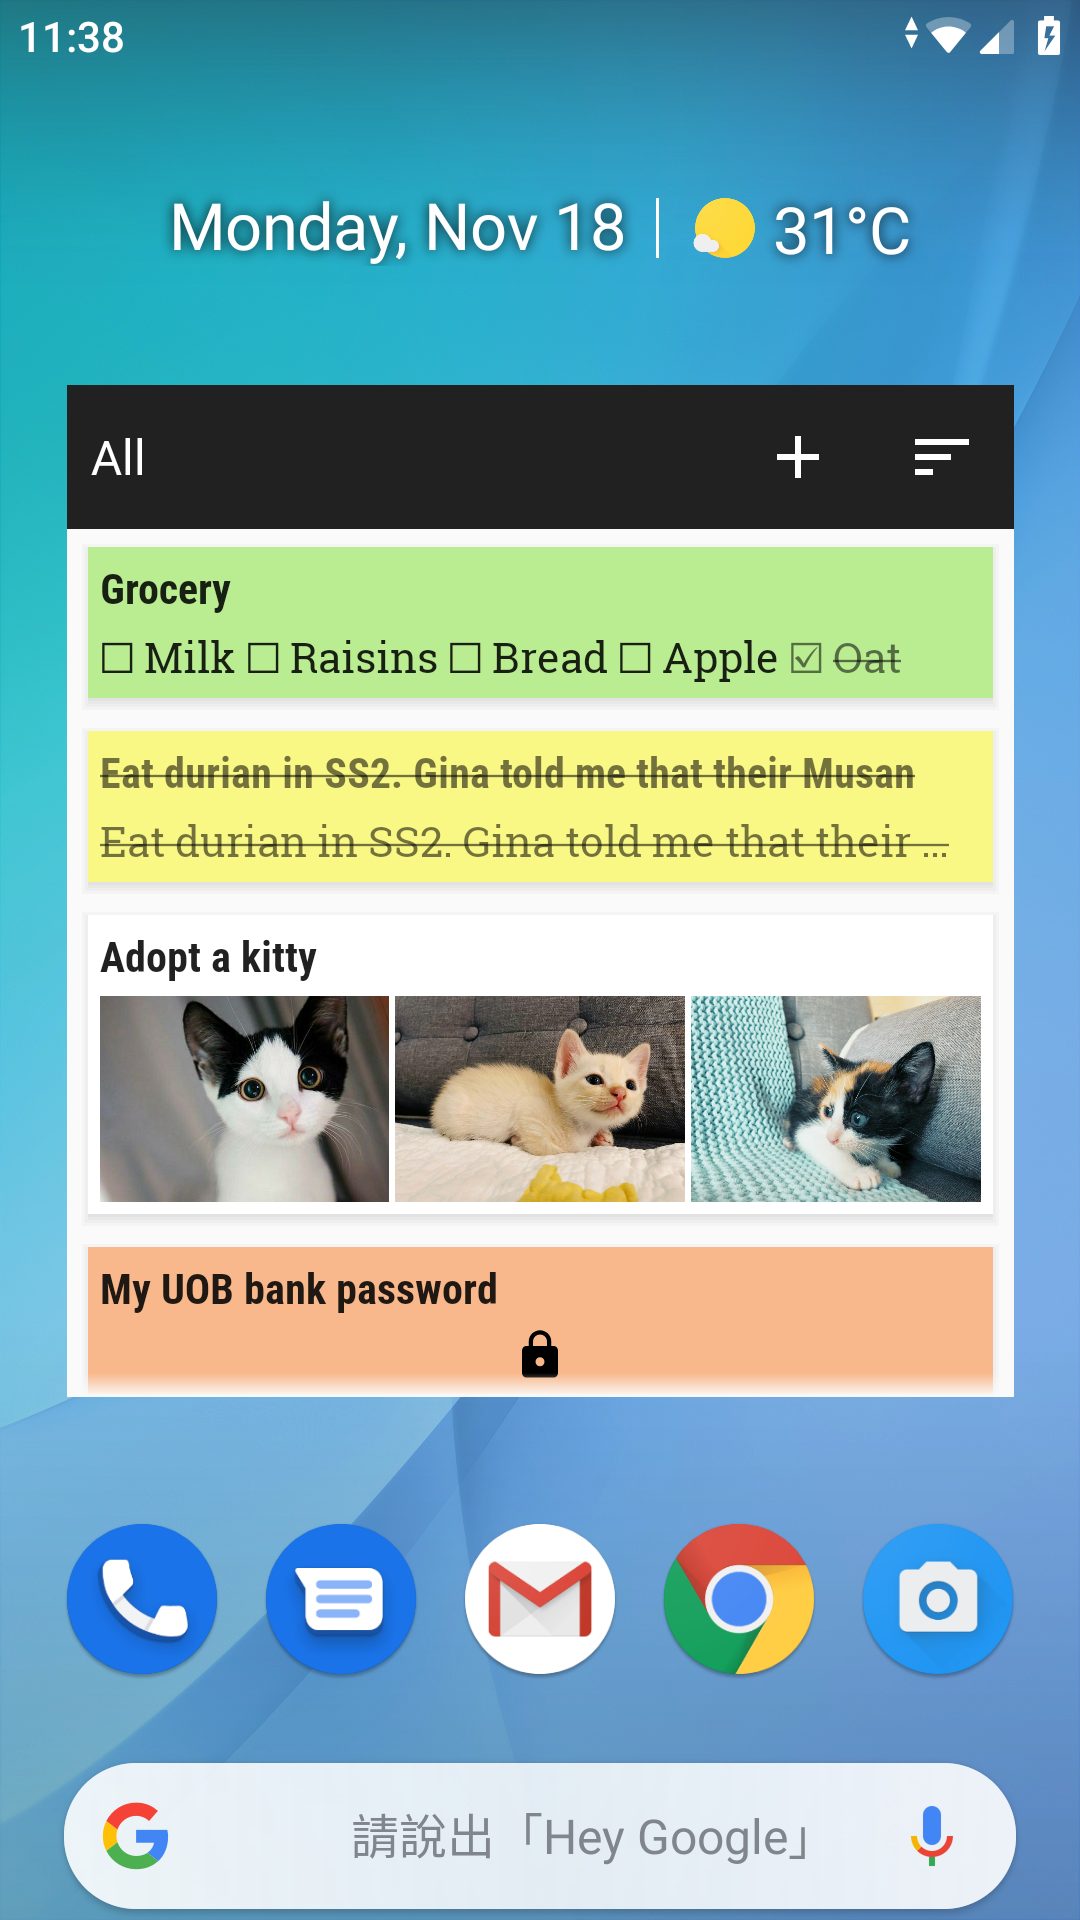 11:38
Monday, Nov 18 31°C
All
Grocery
☐ Milk ☐ Raisins ☐ Bread ☐ Apple ☑ Oat
Eat durian in SS2. Gina told me that their Musan
Eat durian in SS2. Gina told me that their ...
Adopt a kitty
My UOB bank password
請說出「Hey Google」